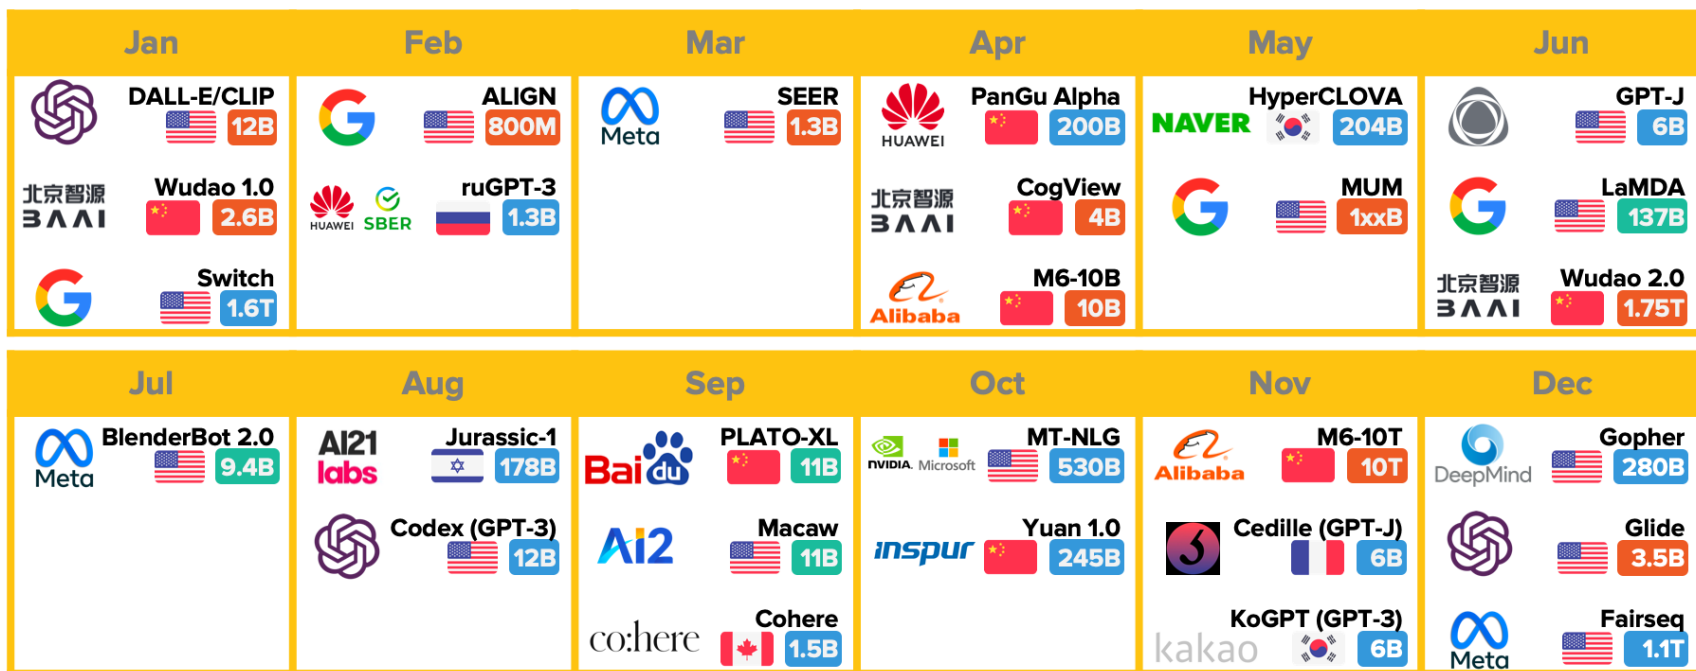 Jan
Feb
Mar
Apr
May
Jun
DALL-E/CLIP
12B
北京智源
BAAI
Wudao 1.0
2.6B
Switch
1.6T
ALIGN
800M
HUAWEI
SBER
ruGPT-3
1.3B
Meta
SEER
1.3B
HUAWEI
PanGu Alpha
200B
北京智源
BAAI
CogView
4B
Alibaba
M6-10B
10B
NAVER
HyperCLOVA
204B
MUM
1xxB
GPT-J
6B
LaMDA
137B
北京智源
BAAI
Wudao 2.0
1.75T
Jul
Aug
Sep
Oct
Nov
Dec
Meta
BlenderBot 2.0
9.4B
AI21
labs
Jurassic-1
178B
Codex (GPT-3)
12B
Baidu
PLATO-XL
11B
Ai2
Macaw
11B
co:here
Cohere
1.5B
NVIDIA.
Microsoft
MT-NLG
530B
inspur
Yuan 1.0
245B
Alibaba
M6-10T
10T
Cedille (GPT-J)
6B
kakao
KoGPT (GPT-3)
6B
DeepMind
Gopher
280B
Glide
3.5B
Meta
Fairseq
1.1T